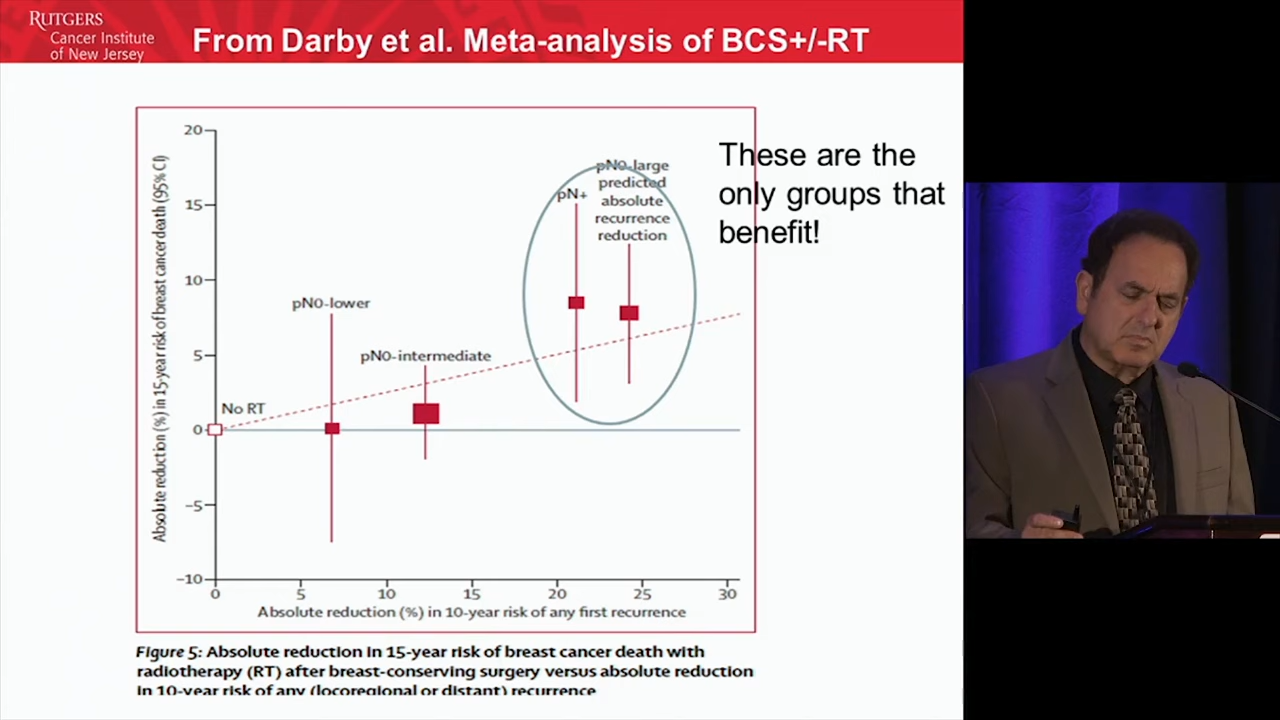 RUTGERS
Cancer Institute
of New Jersey
From Darby et al. Meta-analysis of BCS+/-RT
Absolute reduction (%) in 15-year risk of breast cancer death (95% CI)
20
15
10
5
0
−5
−10
No RT
pN0-lower
pN0-intermediate
pN+
pN0-large
predicted
absolute
recurrence
reduction
These are the
only groups that
benefit!
0 5 10 15 20 25 30
Absolute reduction (%) in 10-year risk of any first recurrence
Figure 5: Absolute reduction in 15-year risk of breast cancer death with
radiotherapy (RT) after breast-conserving surgery versus absolute reduction
in 10-year risk of any (locoregional or distant) recurrence